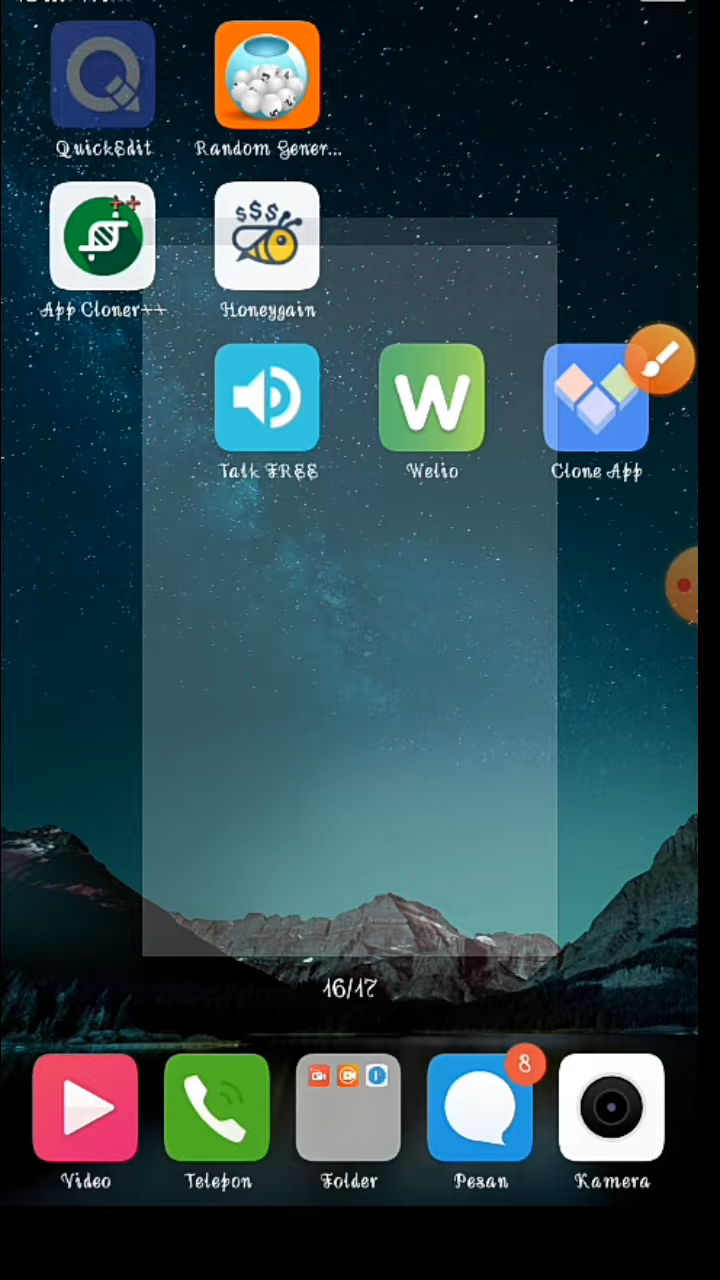 QuickEdit
Random Gener...
App Cloner++
$$$
Honeygain
Talk FREE
W
Welio
Clone App
16/17
8
Video
Telepon
Folder
Pesan
Kamera